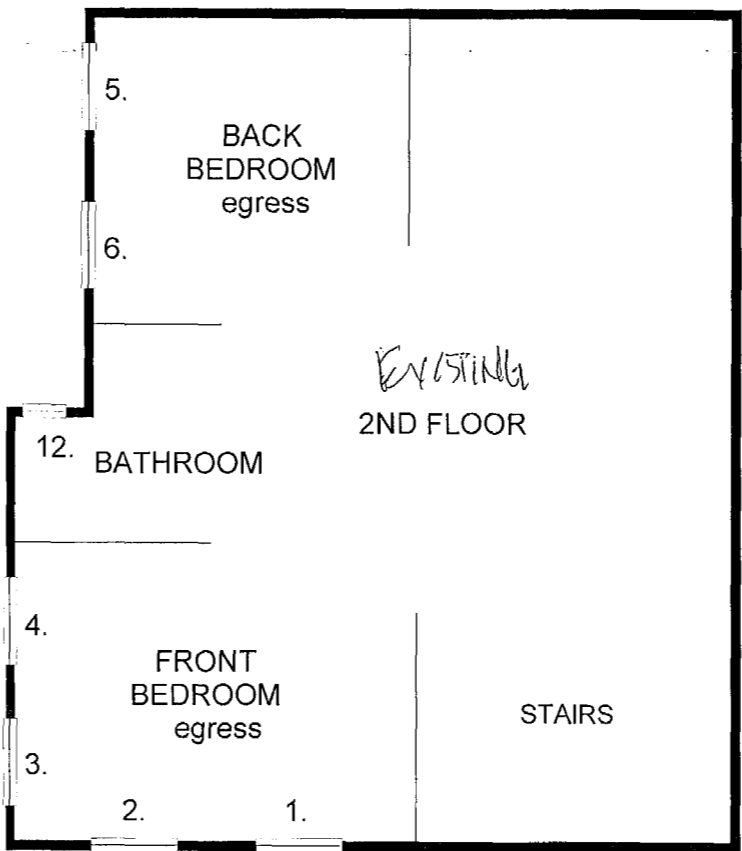 5.
BACK
BEDROOM
egress
6.
EXISTING
2ND FLOOR
12.
BATHROOM
4.
FRONT
BEDROOM
egress
STAIRS
3.
2.
1.